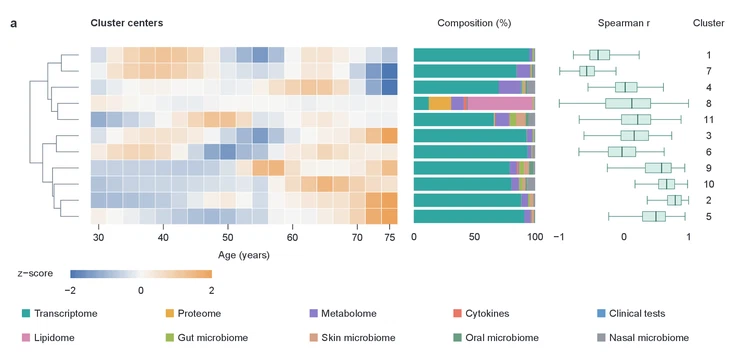 a
Cluster centers
Composition (%)
Spearman r
Cluster
1
7
4
8
11
3
6
9
10
2
5
30 40 50 60 70 75
Age (years)
0 50 100
−1 0 1
z-score
−2 0 2
Transcriptome Proteome Metabolome Cytokines Clinical tests
Lipidome Gut microbiome Skin microbiome Oral microbiome Nasal microbiome